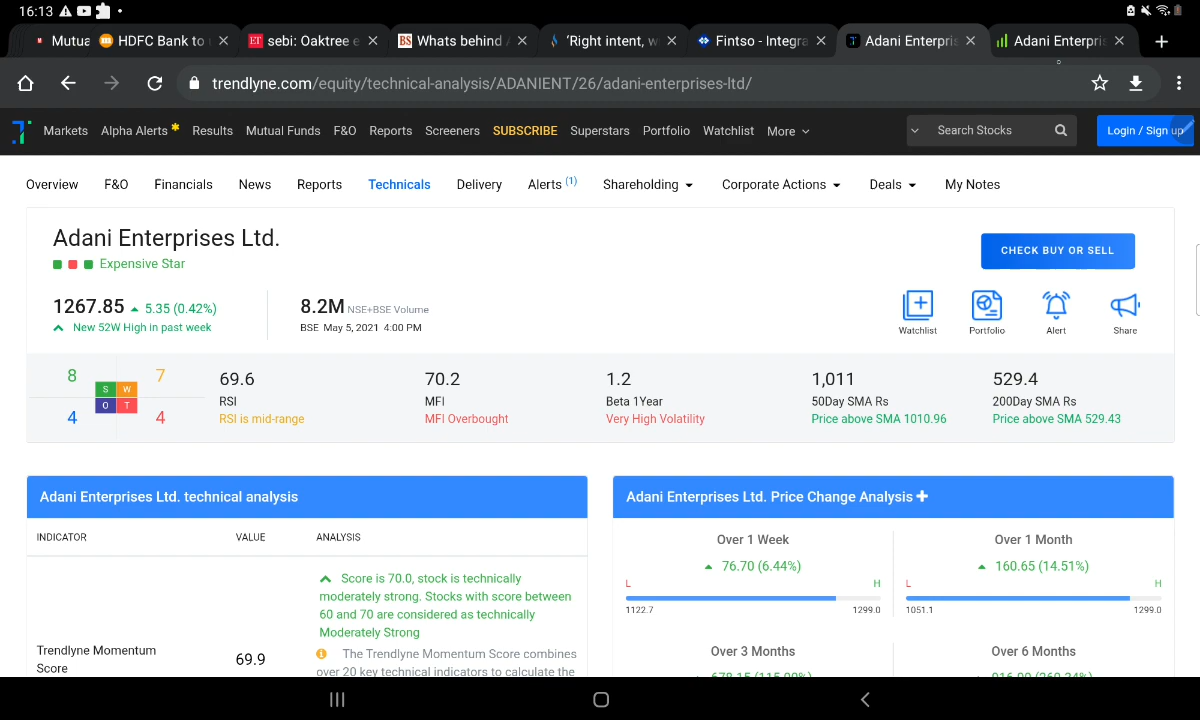 16:13
Mutua
HDFC Bank to
sebi: Oaktree e
Whats behind
'Right intent, w
Fintso - Integra
Adani Enterpris
Adani Enterpris
trendlyne.com/equity/technical-analysis/ADANIENT/26/adani-enterprises-ltd/
Markets Alpha Alerts Results Mutual Funds F&O Reports Screeners SUBSCRIBE Superstars Portfolio Watchlist More
Search Stocks
Login / Sign up
Overview F&O Financials News Reports Technicals Delivery Alerts (1) Shareholding Corporate Actions Deals My Notes
Adani Enterprises Ltd.
Expensive Star
CHECK BUY OR SELL
1267.85 5.35 (0.42%)
New 52W High in past week
8.2M NSE+BSE Volume
BSE May 5, 2021 4:00 PM
Watchlist
Portfolio
Alert
Share
8 S W 7
4 O T 4
69.6
RSI
RSI is mid-range
70.2
MFI
MFI Overbought
1.2
Beta 1Year
Very High Volatility
1,011
50Day SMA Rs
Price above SMA 1010.96
529.4
200Day SMA Rs
Price above SMA 529.43
Adani Enterprises Ltd. technical analysis
INDICATOR VALUE ANALYSIS
Trendlyne Momentum
Score
69.9
Score is 70.0, stock is technically
moderately strong. Stocks with score between
60 and 70 are considered as technically
Moderately Strong
The Trendlyne Momentum Score combines
over 20 key technical indicators to calculate the
Adani Enterprises Ltd. Price Change Analysis
Over 1 Week
76.70 (6.44%)
L H
1122.7 1299.0
Over 1 Month
160.65 (14.51%)
L H
1051.1 1299.0
Over 3 Months
Over 6 Months